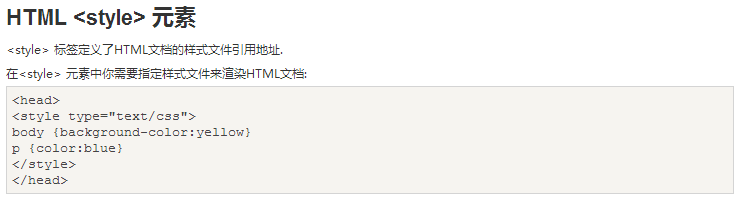 HTML <style> 元素
<style> 标签定义了HTML文档的样式文件引用地址.
在<style> 元素中你需要指定样式文件来渲染HTML文档:
<head>
<style type="text/css">
body {background-color:yellow}
p {color:blue}
</style>
</head>